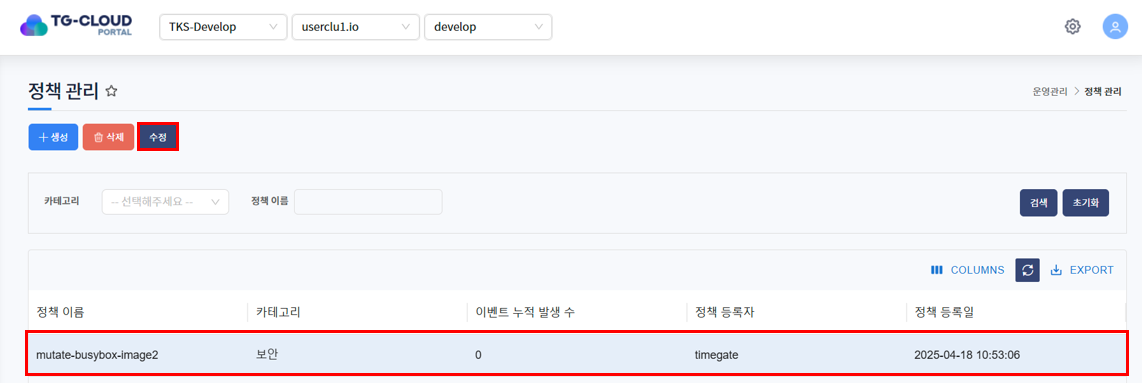 TG-CLOUD
PORTAL
TKS-Develop userclu1.io develop
정책 관리
운영관리 > 정책 관리
생성 삭제 수정
카테고리 -- 선택해주세요 -- 정책 이름 검색 초기화
COLUMNS EXPORT
정책 이름 카테고리 이벤트 누적 발생 수 정책 등록자 정책 등록일
mutate-busybox-image2 보안 0 timegate 2025-04-18 10:53:06